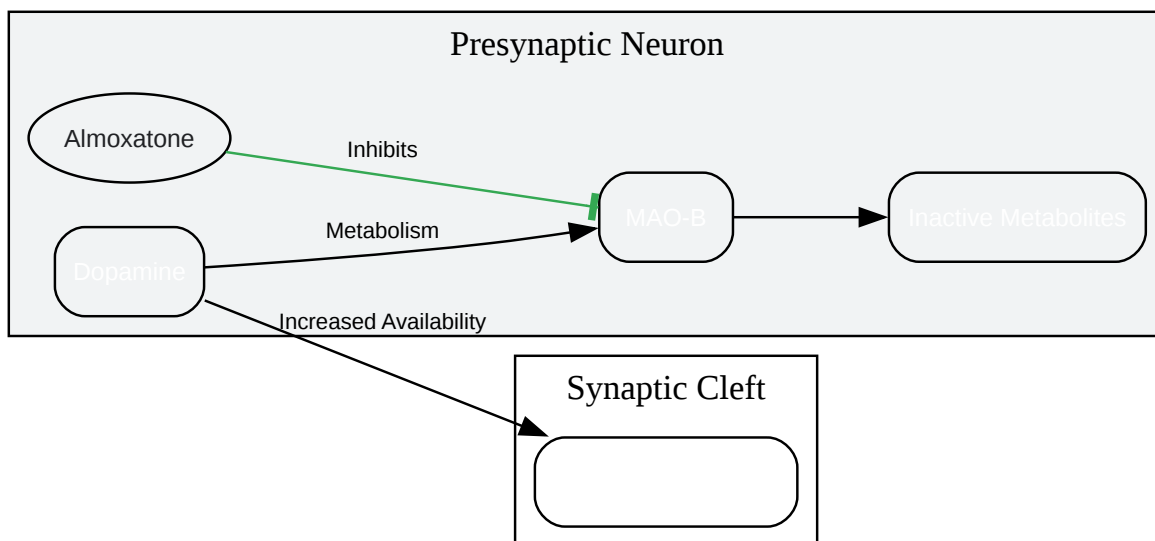 Presynaptic Neuron
Almoxatone
Inhibits
MAO-B
Inactive Metabolites
Metabolism
Dopamine
Increased Availability
Synaptic Cleft